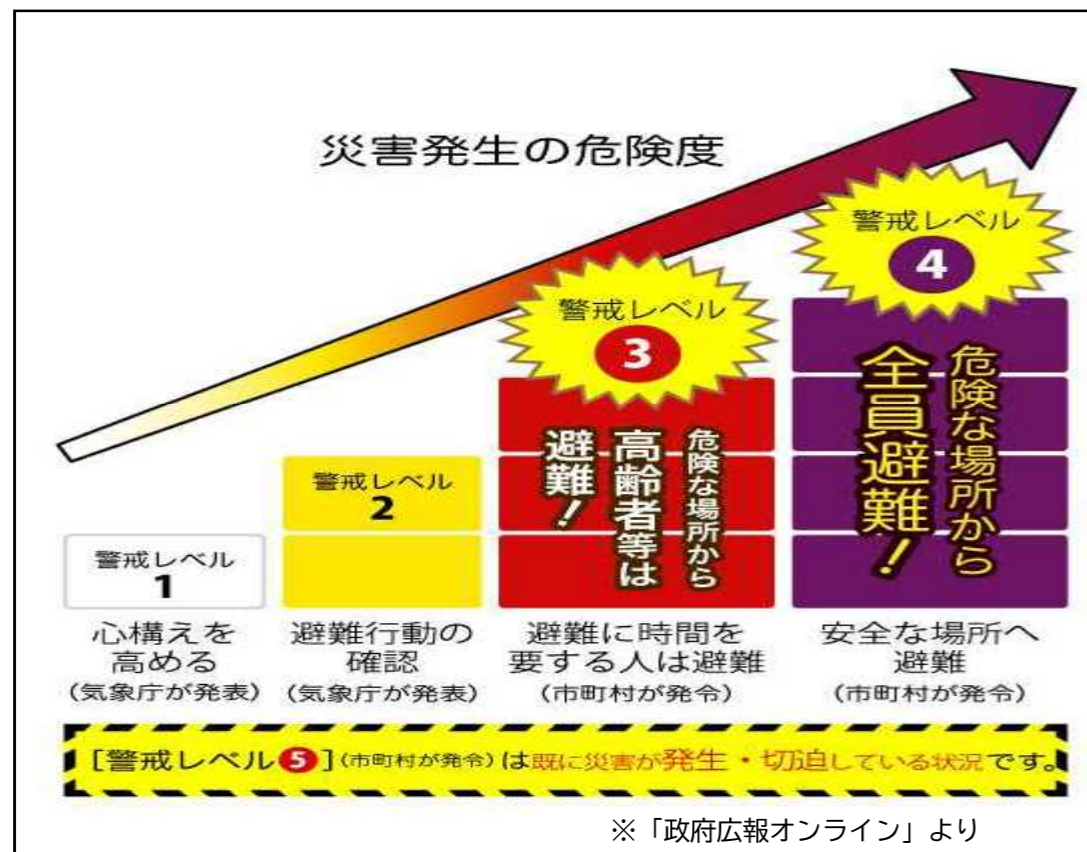 災害発生の危険度
警戒レベル
1
心構えを
高める
(気象庁が発表)
警戒レベル
2
避難行動の
確認
(気象庁が発表)
警戒レベル
3
危険な場所から
高齢者等は
避難！
避難に時間を
要する人は避難
(市町村が発令)
警戒レベル
4
危険な場所から
全員避難！
安全な場所へ
避難
(市町村が発令)
[警戒レベル5](市町村が発令)は既に災害が発生・切迫している状況です。
※「政府広報オンライン」より